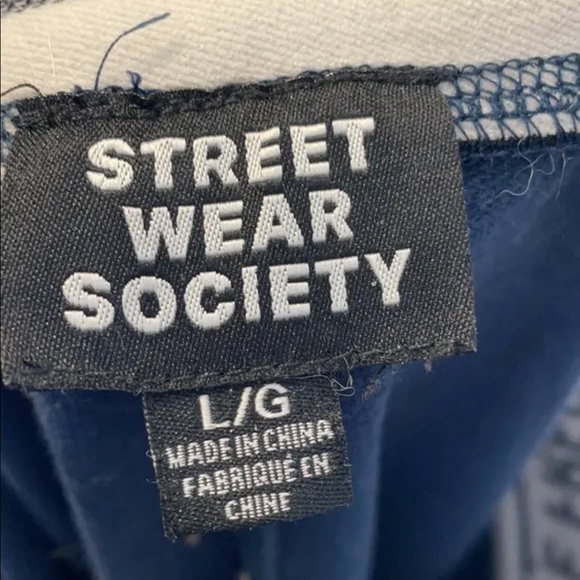 STREET
WEAR
SOCIETY
L/G
MADE IN CHINA
FABRIQUÉ EN
CHINE